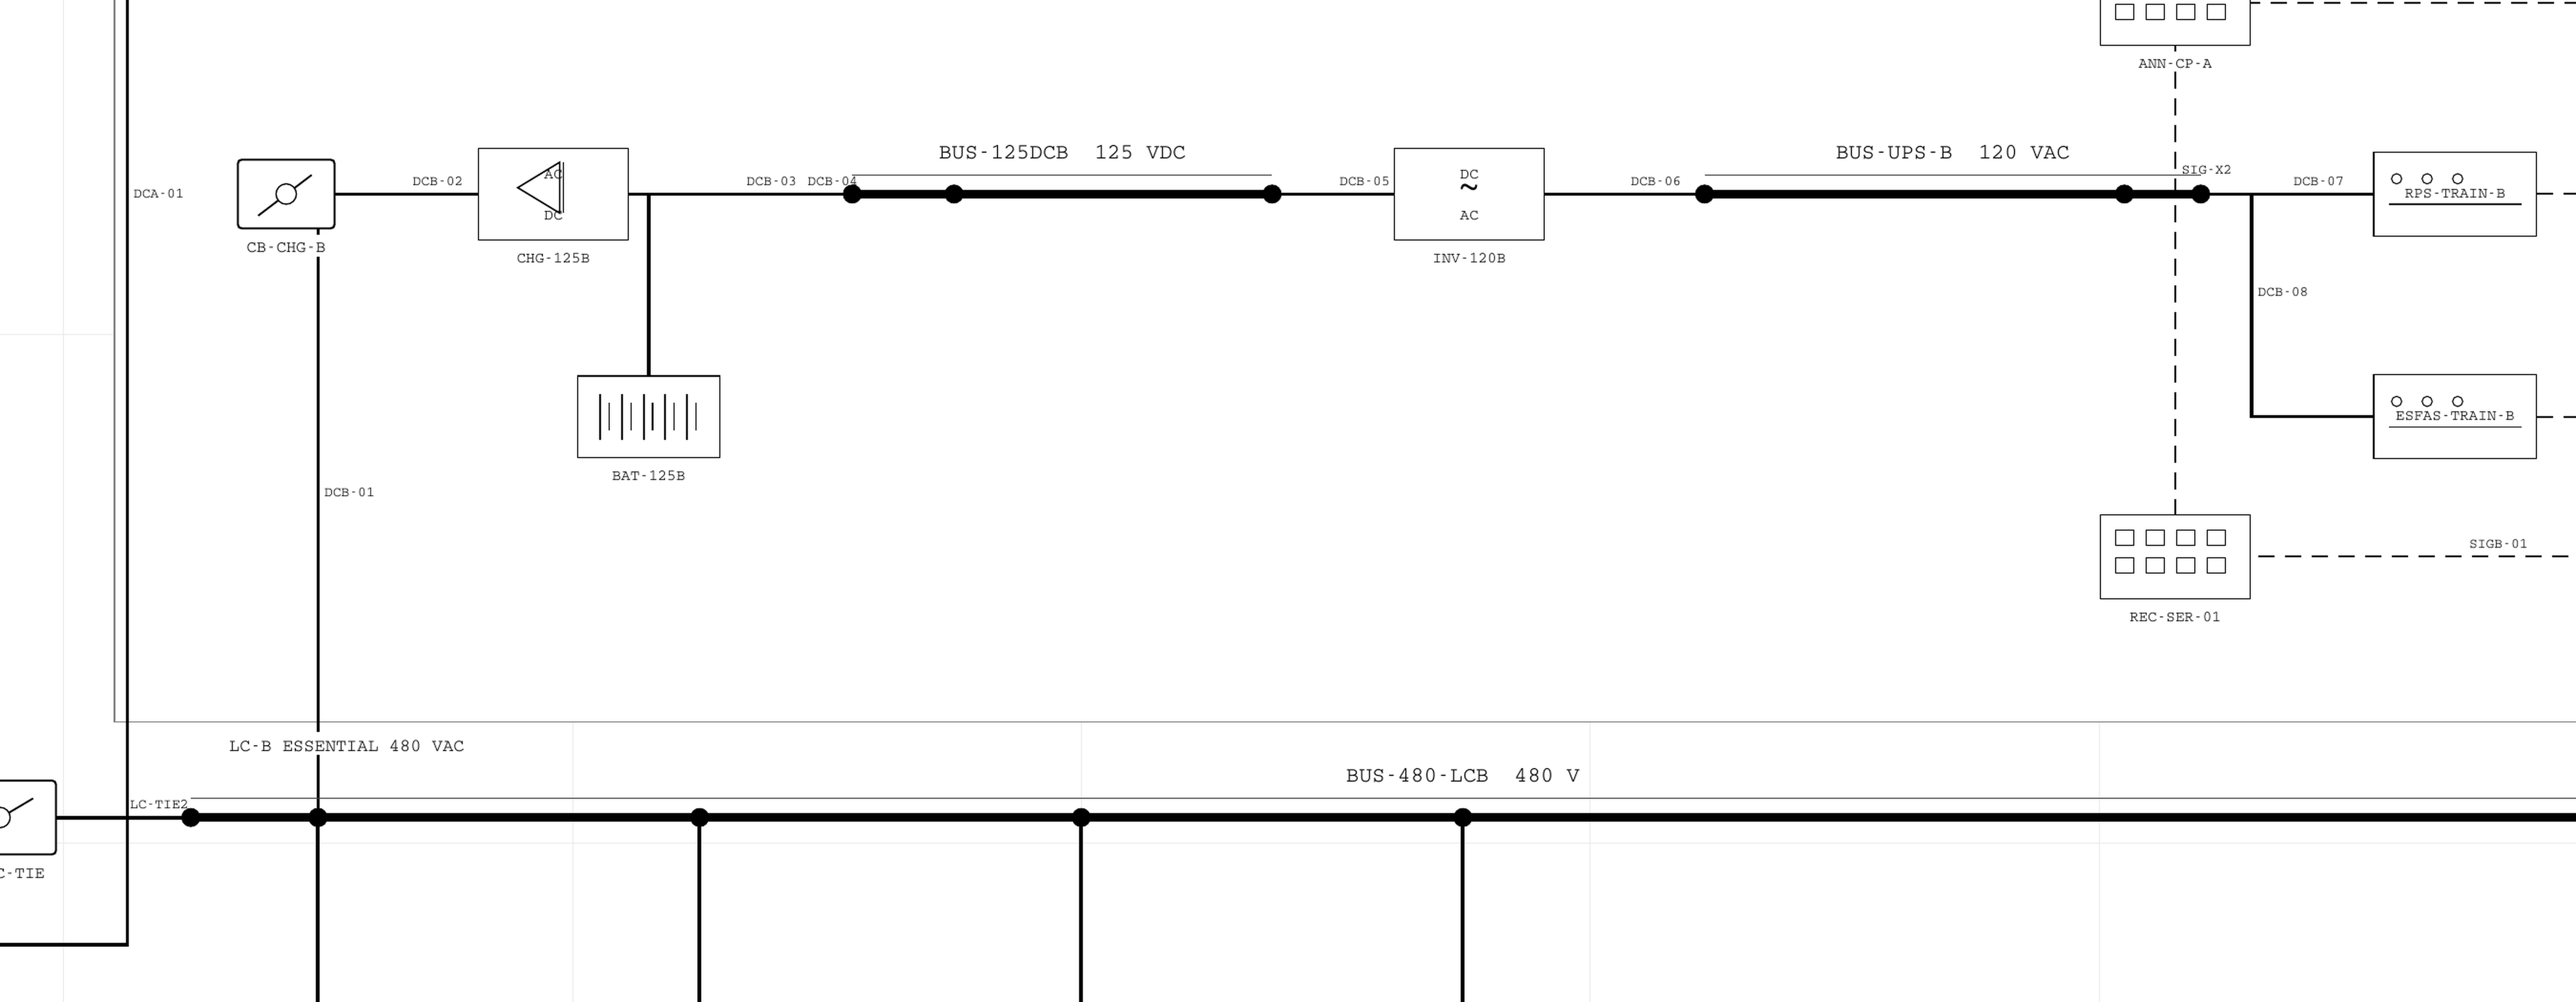 ANN-CP-A
BUS-125DCB  125 VDC
BUS-UPS-B  120 VAC
SIG-X2
DCA-01
DCB-02
AC
DC
DCB-03
DCB-04
DCB-05
DC
~
AC
DCB-06
DCB-07
RPS-TRAIN-B
CB-CHG-B
CHG-125B
INV-120B
DCB-08
ESFAS-TRAIN-B
BAT-125B
DCB-01
SIGB-01
REC-SER-01
LC-B ESSENTIAL 480 VAC
BUS-480-LCB  480 V
LC-TIE2
C-TIE